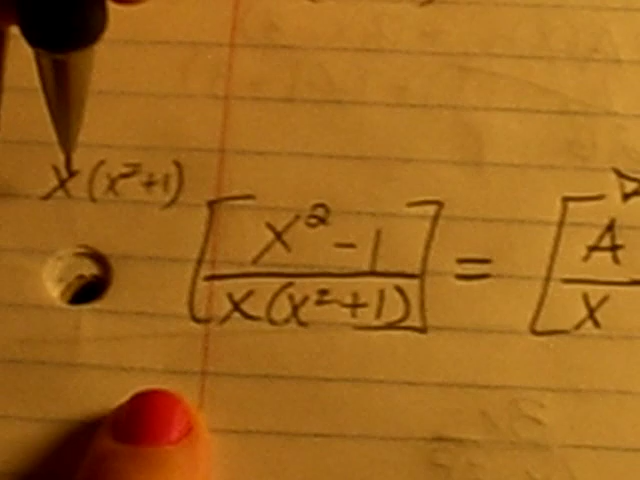 x(x²+1) [x²-1 / x(x²+1)] = [A / x